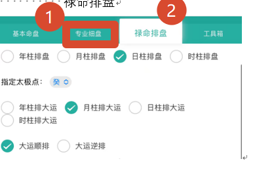 禄命排盘
1
2
基本命盘 专业细盘 禄命排盘 工具箱
年柱排盘 月柱排盘 日柱排盘 时柱排盘
指定太极点： 癸
年柱排大运 月柱排大运 日柱排大运
时柱排大运
大运顺排 大运逆排